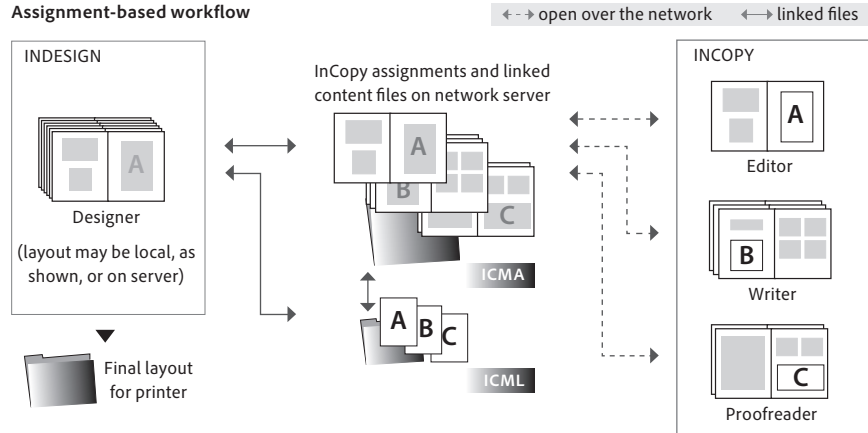 Assignment-based workflow
open over the network
linked files
INDESIGN
A
Designer
(layout may be local, as
shown, or on server)
Final layout
for printer
InCopy assignments and linked
content files on network server
A
B
C
ICMA
A
B
C
ICML
INCOPY
A
Editor
B
Writer
C
Proofreader